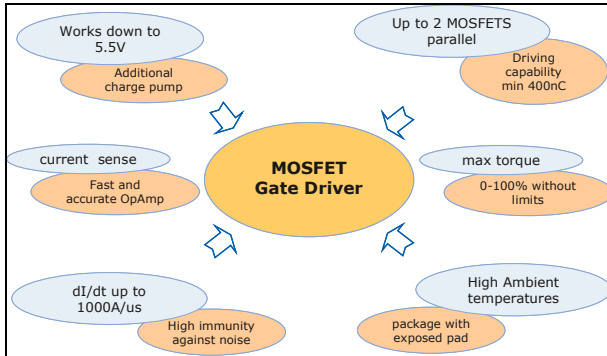 Works down to
5.5V
Additional
charge pump
Up to 2 MOSFETS
parallel
Driving
capability
min 400nC
current sense
Fast and
accurate OpAmp
MOSFET
Gate Driver
max torque
0-100% without
limits
dI/dt up to
1000A/us
High immunity
against noise
High Ambient
temperatures
package with
exposed pad